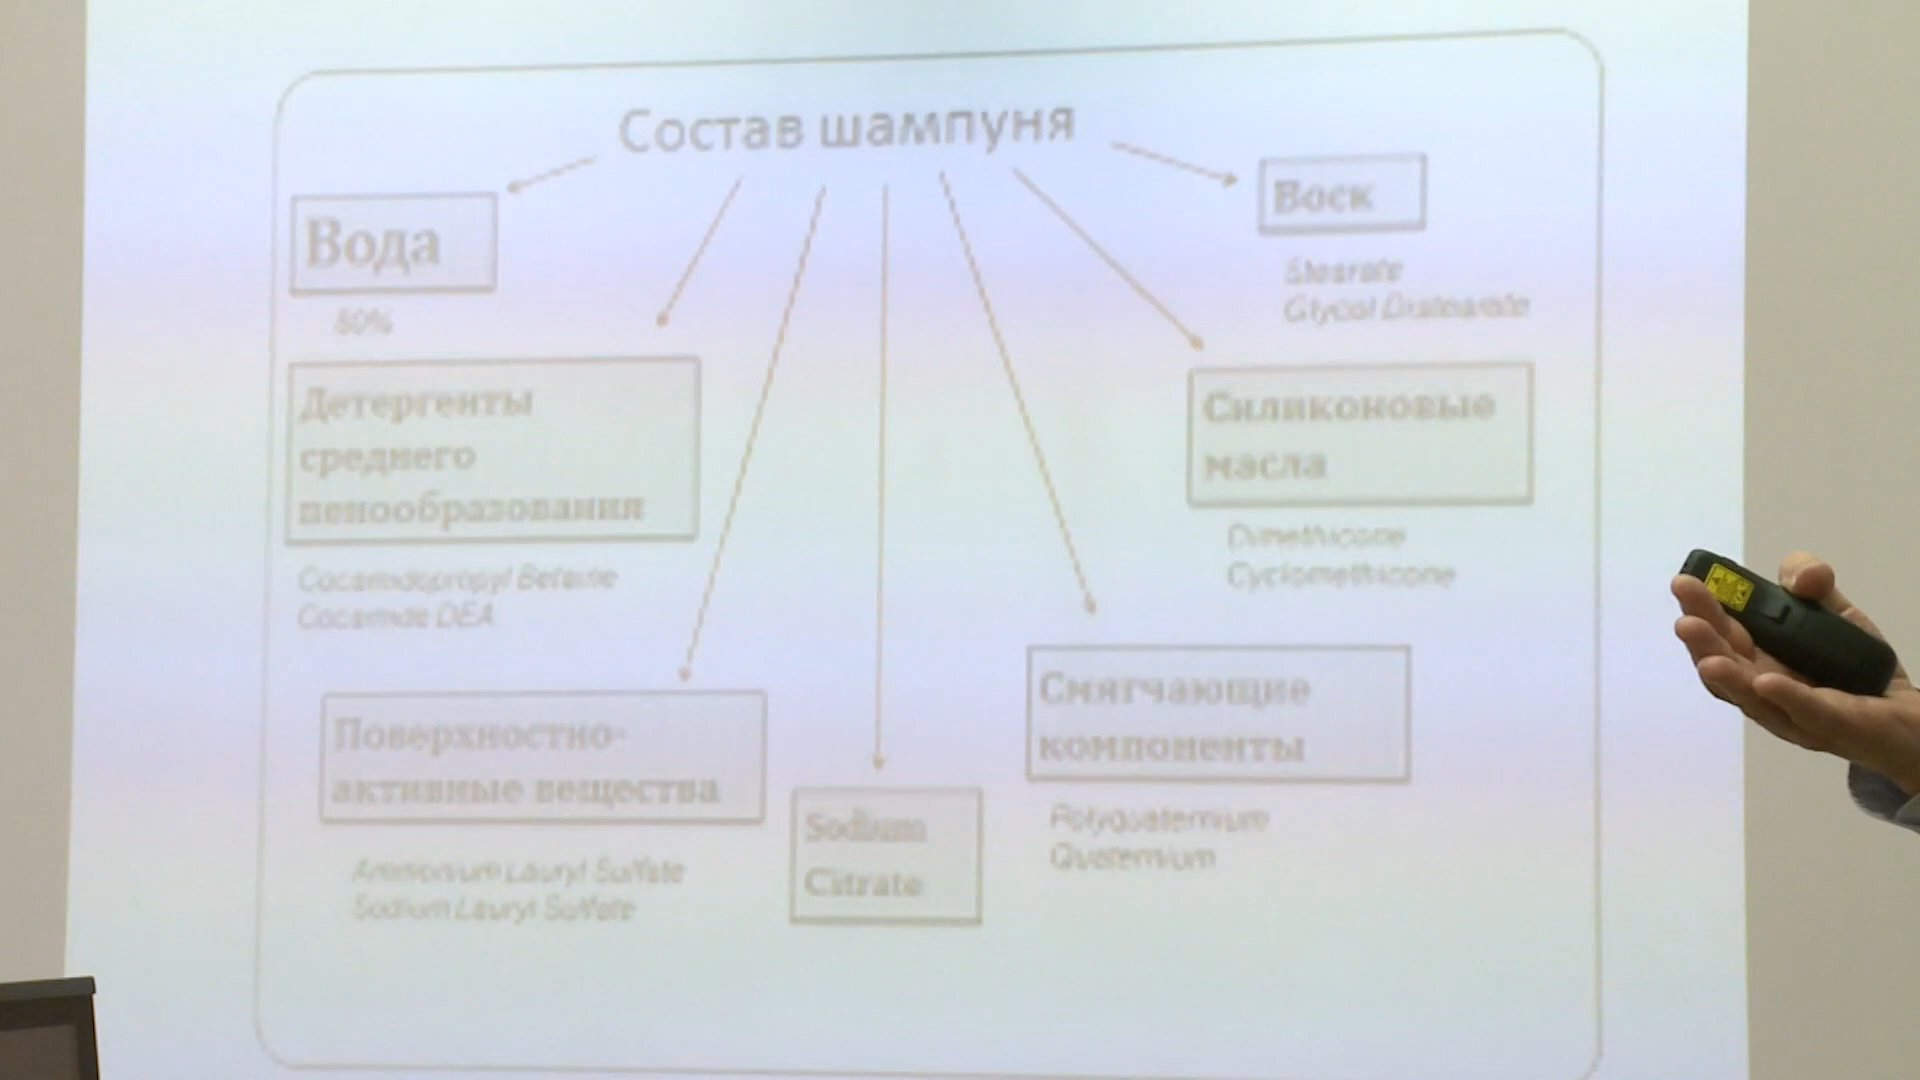 Состав шампуня
Вода
80%
Детергенты
среднего
пенообразования
Cocamidopropyl Betaine
Cocamide DEA
Поверхностно-
активные вещества
Ammonium Lauryl Sulfate
Sodium Lauryl Sulfate
Sodium
Citrate
Смягчающие
компоненты
Polyquaternium
Quaternium
Силиконовые
масла
Dimethicone
Cyclomethicone
Воск
Stearate
Glycol